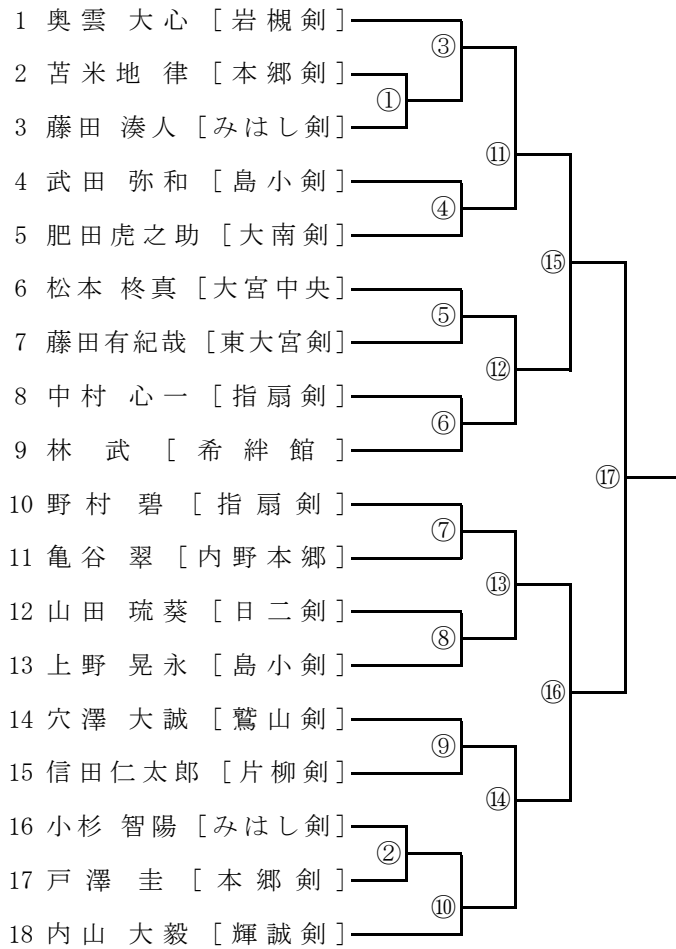 1 奥雲 大心 [岩槻剣]
③
2 苫米地 律 [本郷剣]
①
3 藤田 湊人 [みはし剣]
⑪
4 武田 弥和 [島小剣]
④
5 肥田虎之助 [大南剣]
⑮
6 松本 柊真 [大宮中央]
⑤
7 藤田有紀哉 [東大宮剣]
⑫
8 中村 心一 [指扇剣]
⑥
9 林 武 [希絆館]
⑰
10 野村 碧 [指扇剣]
⑦
11 亀谷 翠 [内野本郷]
⑬
12 山田 琉葵 [日二剣]
⑧
13 上野 晃永 [島小剣]
⑯
14 穴澤 大誠 [鷲山剣]
⑨
15 信田仁太郎 [片柳剣]
⑭
16 小杉 智陽 [みはし剣]
②
17 戸澤 圭 [本郷剣]
⑩
18 内山 大毅 [輝誠剣]